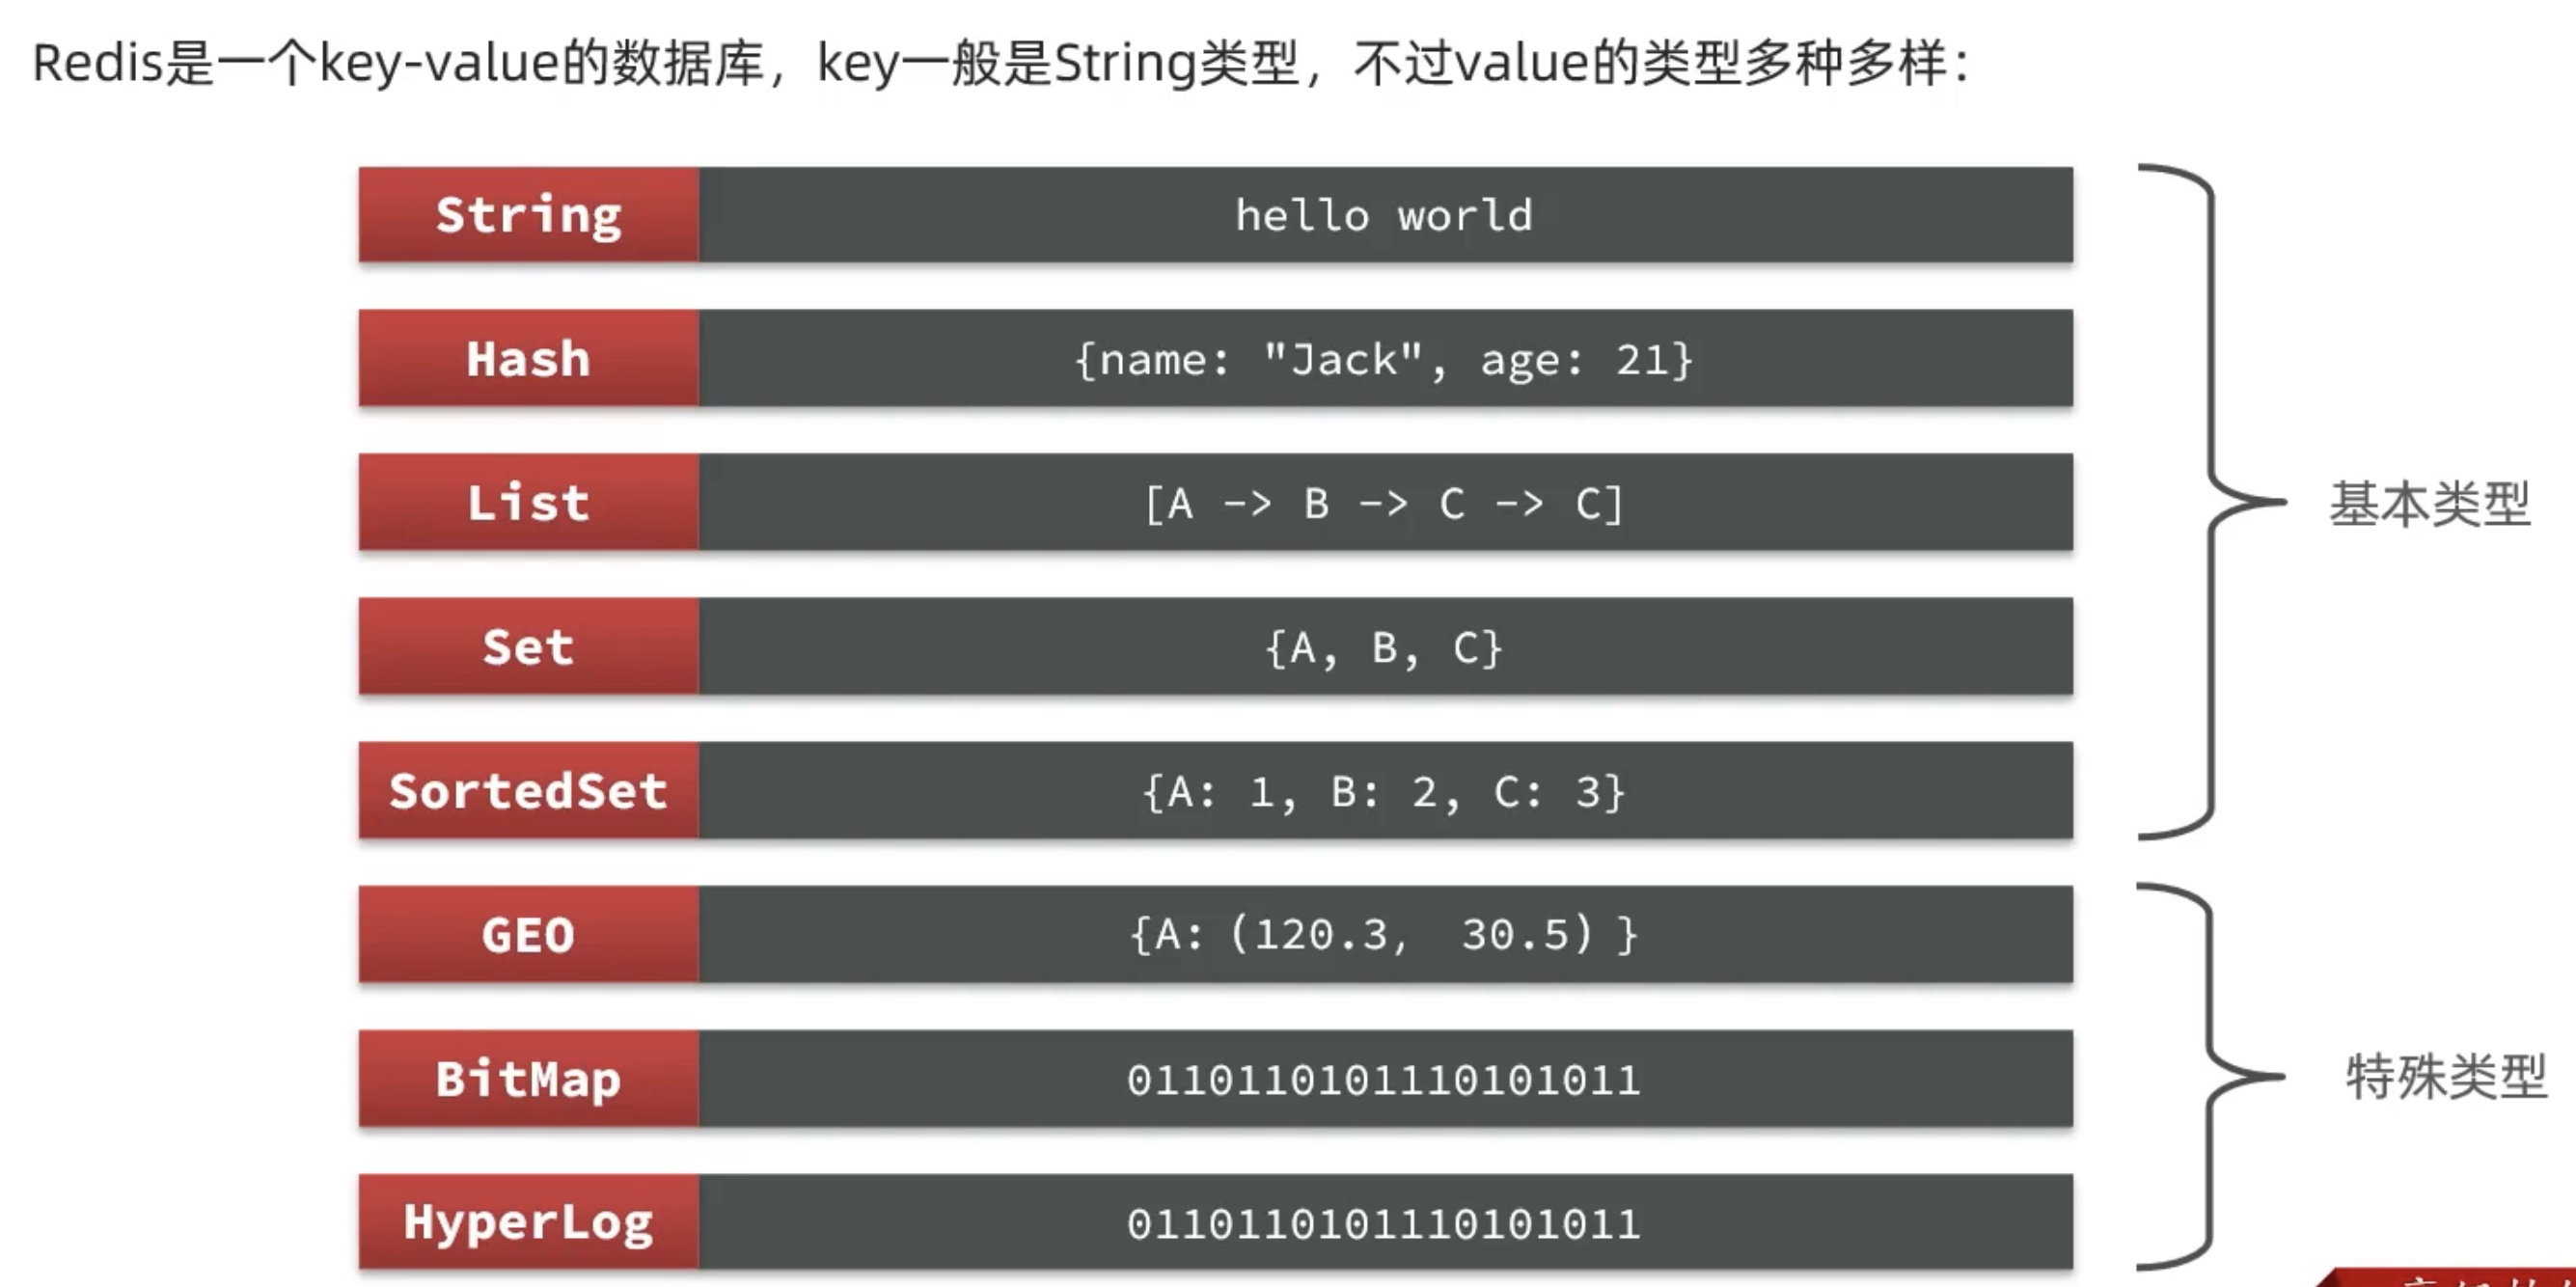 Redis是一个key-value的数据库，key一般是String类型，不过value的类型多种多样：
String hello world
Hash {name: "Jack", age: 21}
List [A -> B -> C -> C]
Set {A, B, C}
SortedSet {A: 1, B: 2, C: 3}
基本类型
GEO {A: (120.3, 30.5) }
BitMap 0110110101110101011
HyperLog 0110110101110101011
特殊类型